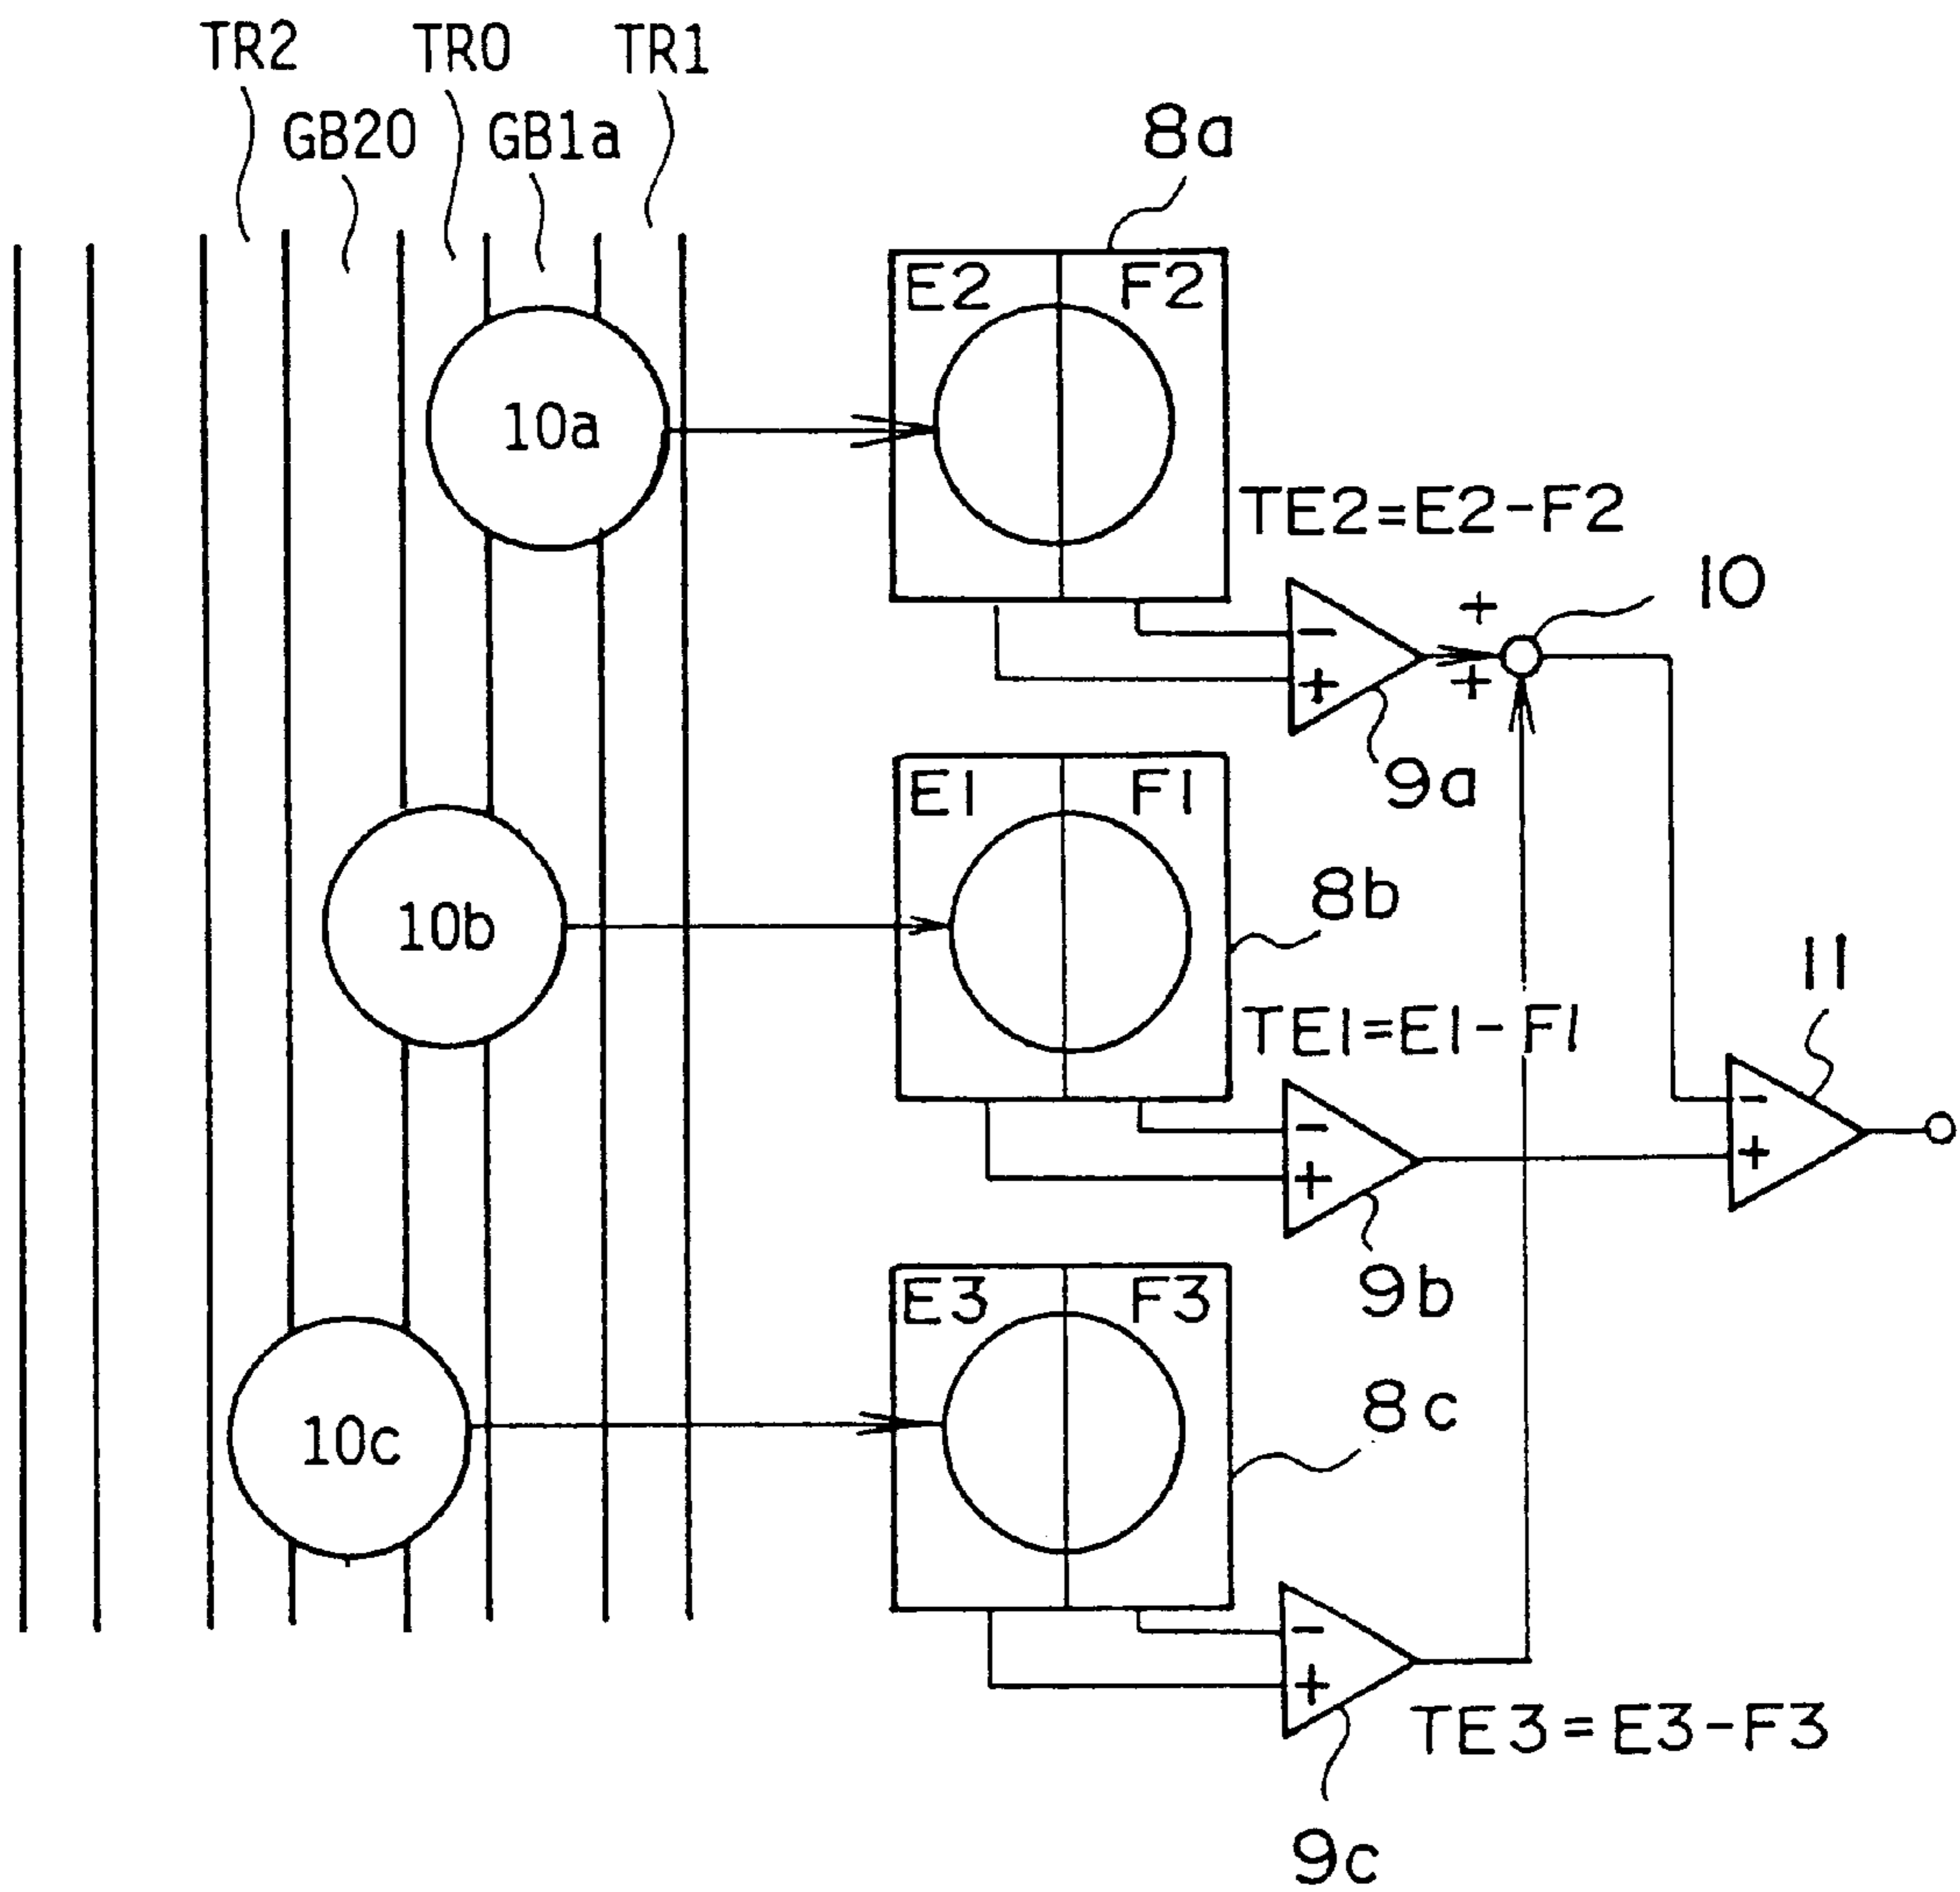 TR2 TR0 TR1
GB20 GB1a
8a
E2 F2
10a
TE2=E2-F2
10
+
- +
+
9a
E1 F1
8b
10b
11
TE1=E1-F1
-
- +
+
9b
E3 F3
8c
10c
-
+
TE3=E3-F3
9c